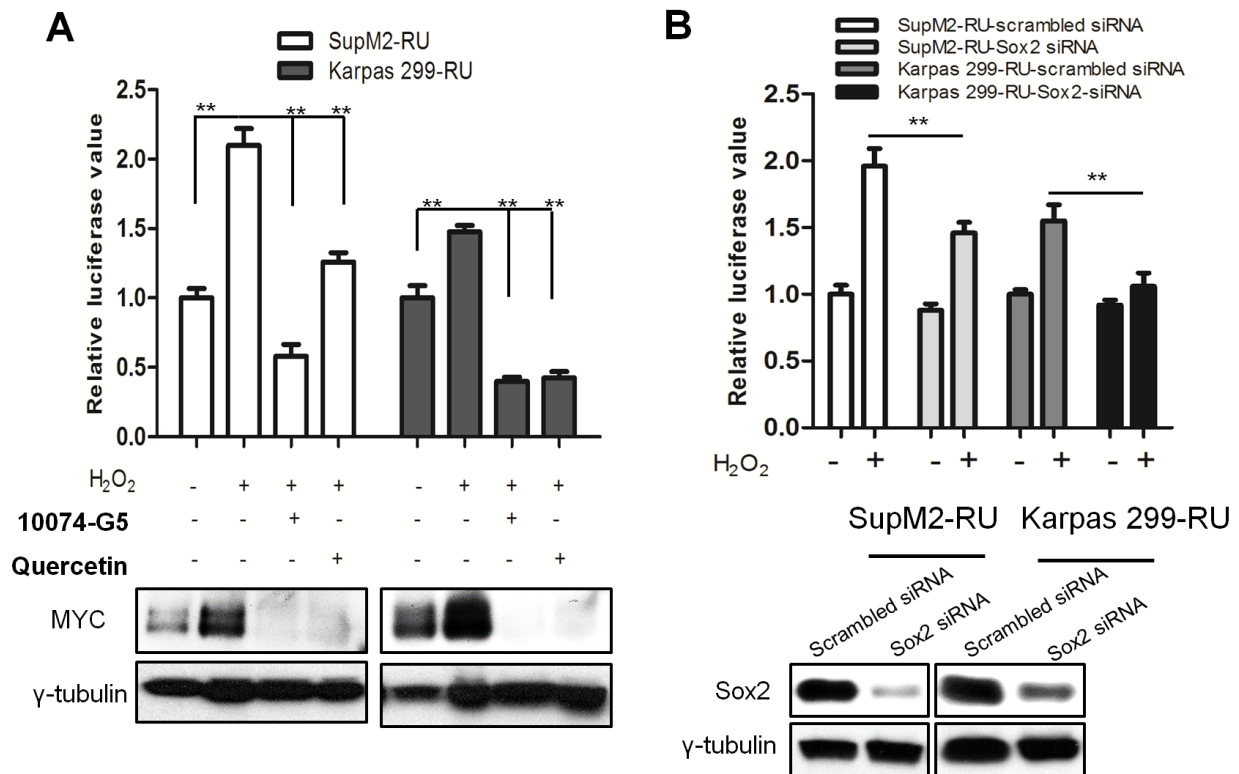 A
SupM2-RU
Karpas 299-RU
Relative luciferase value
2.5
2.0
1.5
1.0
0.5
0.0
** ** **
** ** **
H2O2 - + + + - + + +
10074-G5 - - + - - - + -
Quercetin - - - + - - - +
MYC
γ-tubulin
B
SupM2-RU-scrambled siRNA
SupM2-RU-Sox2 siRNA
Karpas 299-RU-scrambled siRNA
Karpas 299-RU-Sox2-siRNA
Relative luciferase value
2.5
2.0
1.5
1.0
0.5
0.0
**
**
H2O2 - + - + - + - +
SupM2-RU Karpas 299-RU
Scrambled siRNA
Sox2 siRNA
Scrambled siRNA
Sox2 siRNA
Sox2
γ-tubulin